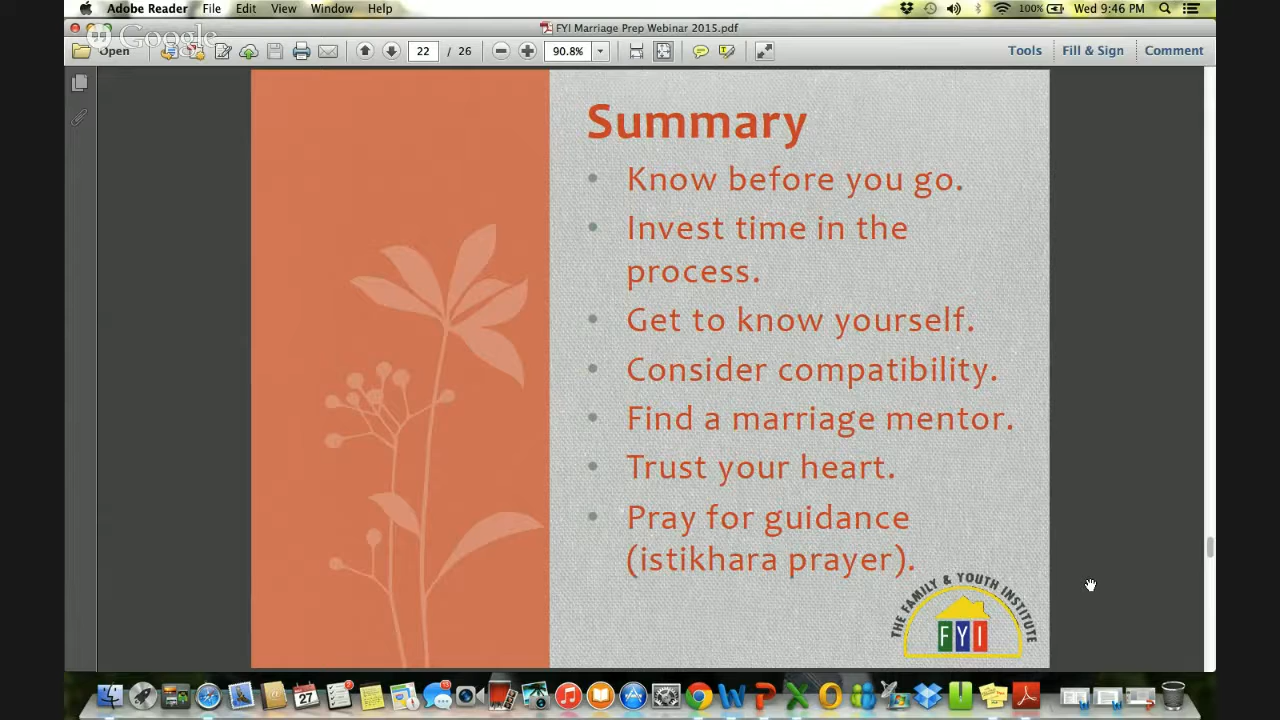 Adobe Reader File Edit View Window Help 100% Wed 9:46 PM
FYI Marriage Prep Webinar 2015.pdf
Google
Open 22 / 26 90.8% Tools Fill & Sign Comment
Summary
• Know before you go.
• Invest time in the
process.
• Get to know yourself.
• Consider compatibility.
• Find a marriage mentor.
• Trust your heart.
• Pray for guidance
(istikhara prayer).
THE FAMILY & YOUTH INSTITUTE
FYI
27